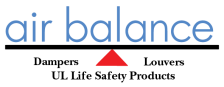 air balance
Dampers Louvers
UL Life Safety Products